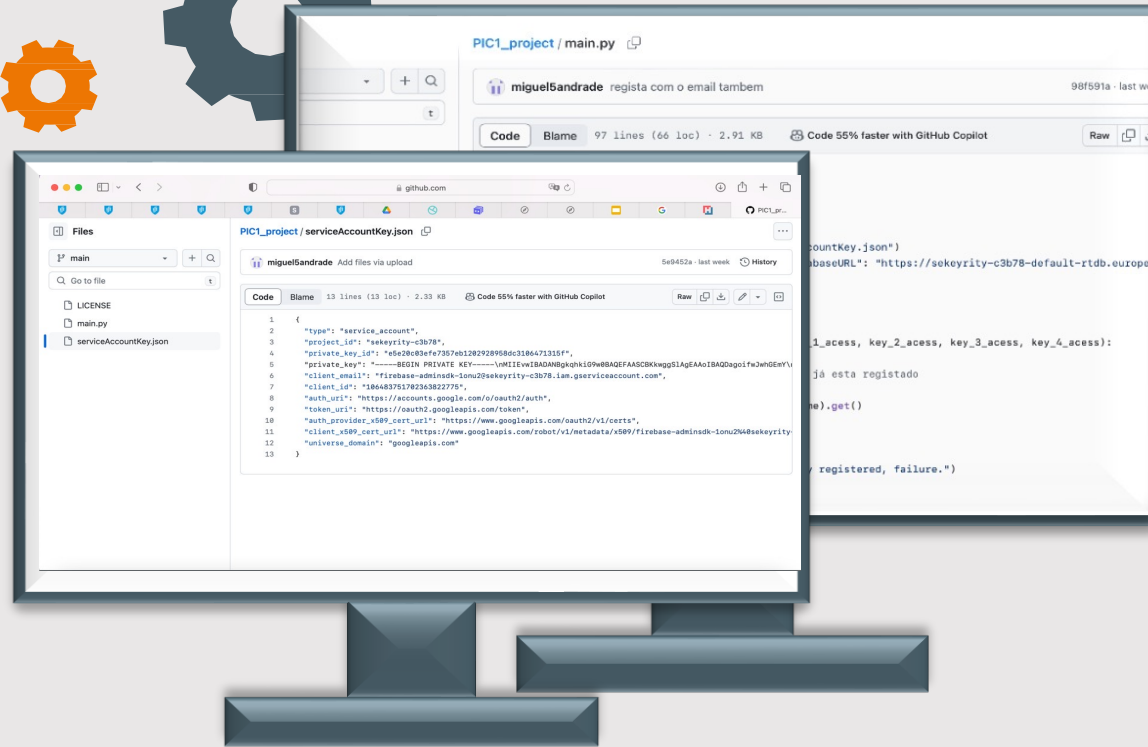 PIC1_project / main.py
miguel5andrade regista com o email tambem
98f591a · last we
t
Code Blame 97 lines (66 loc) · 2.91 KB Code 55% faster with GitHub Copilot Raw
countKey.json")
baseURL": "https://sekeyrity-c3b78-default-rtdb.europe
_1_acess, key_2_acess, key_3_acess, key_4_acess):
já esta registado
e).get()
registered, failure.")
github.com
S
G
PIC1_pr...
Files
main
Go to file t
LICENSE
main.py
serviceAccountKey.json
PIC1_project / serviceAccountKey.json
miguel5andrade Add files via upload 5e9452a · last week History
Code Blame 13 lines (13 loc) · 2.33 KB Code 55% faster with GitHub Copilot Raw
1 {
2 "type": "service_account",
3 "project_id": "sekeyrity-c3b78",
4 "private_key_id": "e5e20c03efe7357eb1202928958dc3106471315f",
5 "private_key": "-----BEGIN PRIVATE KEY-----\nMIIEvwIBADANBgkqhkiG9w0BAQEFAASCBKkwggSlAgEAAoIBAQDagoifwJwhGEmY\
6 "client_email": "firebase-adminsdk-1onu2@sekeyrity-c3b78.iam.gserviceaccount.com",
7 "client_id": "106483751702363822775",
8 "auth_uri": "https://accounts.google.com/o/oauth2/auth",
9 "token_uri": "https://oauth2.googleapis.com/token",
10 "auth_provider_x509_cert_url": "https://www.googleapis.com/oauth2/v1/certs",
11 "client_x509_cert_url": "https://www.googleapis.com/robot/v1/metadata/x509/firebase-adminsdk-1onu2%40sekeyrity-
12 "universe_domain": "googleapis.com"
13 }